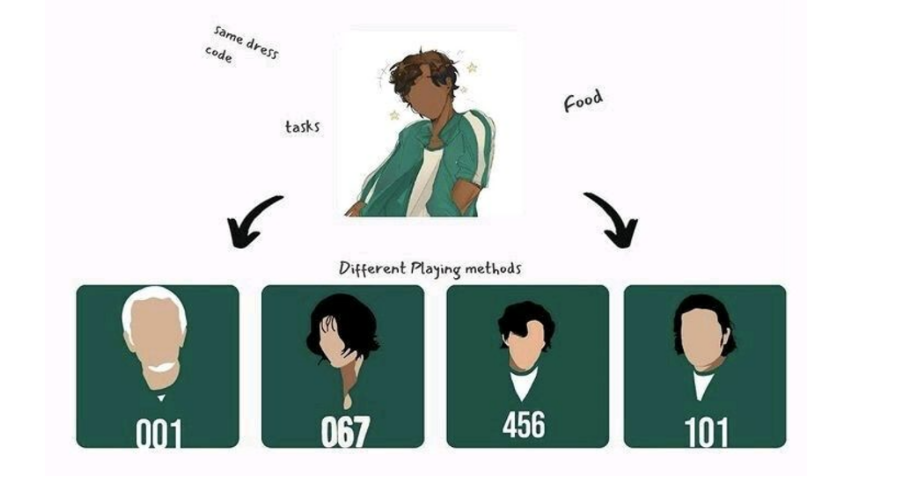 same dress
code
tasks
Food
Different Playing methods
001
067
456
101